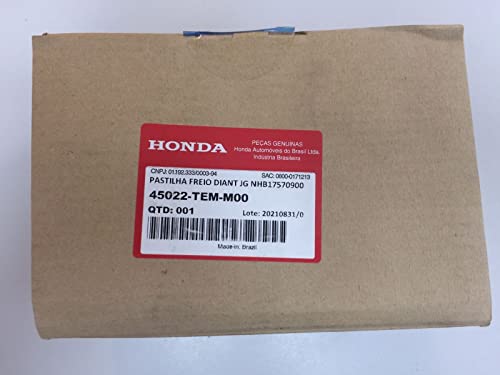 HONDA
PEÇAS GENUÍNAS
Honda Automóveis do Brasil Ltda.
Indústria Brasileira
CNPJ: 01.192.333/0003-94
SAC: 0800-0171213
PASTILHA FREIO DIANT JG NHB17570900
45022-TEM-M00
QTD: 001
Lote: 20210831/0
Made in Brazil